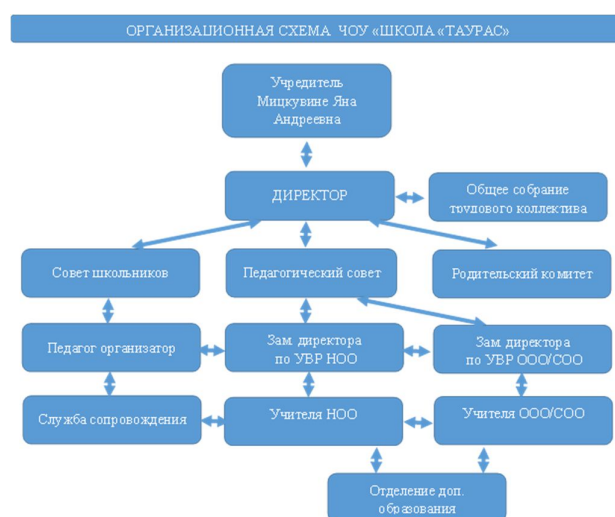 ОРГАНИЗАЦИОННАЯ СХЕМА ЧОУ «ШКОЛА «ТАУРАС»
Учредитель
Мицкувине Яна
Андреевна
ДИРЕКТОР
Общее собрание
трудового коллектива
Совет школьников
Педагогический совет
Родительский комитет
Педагог организатор
Зам. директора
по УВР НОО
Зам. директора
по УВР ООО/СОО
Служба сопровождения
Учителя НОО
Учителя ООО/СОО
Отделение доп.
образования